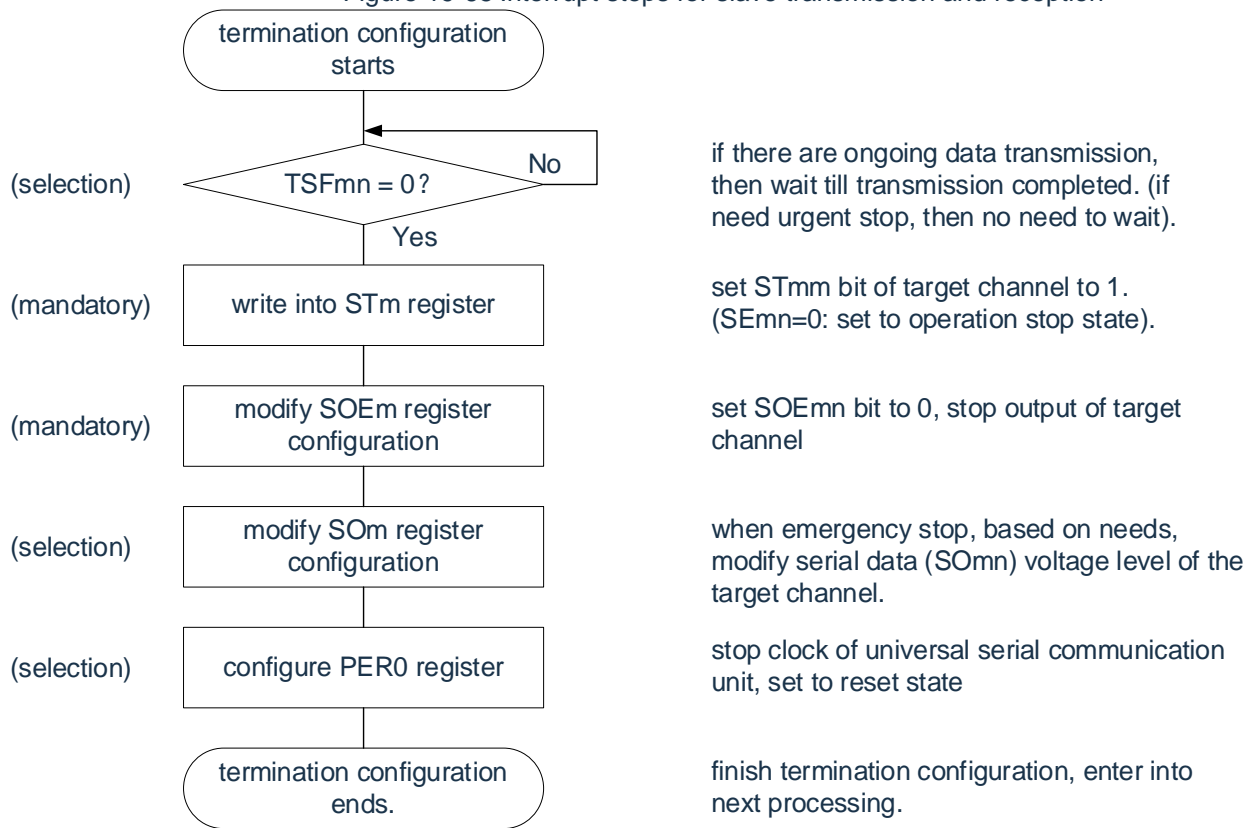 termination configuration
starts
(selection)
TSFmn = 0?
No
if there are ongoing data transmission,
then wait till transmission completed. (if
need urgent stop, then no need to wait).
Yes
(mandatory)
write into STm register
set STmm bit of target channel to 1.
(SEmn=0: set to operation stop state).
(mandatory)
modify SOEm register
configuration
set SOEmn bit to 0, stop output of target
channel
(selection)
modify SOm register
configuration
when emergency stop, based on needs,
modify serial data (SOmn) voltage level of the
target channel.
(selection)
configure PER0 register
stop clock of universal serial communication
unit, set to reset state
termination configuration
ends.
finish termination configuration, enter into
next processing.